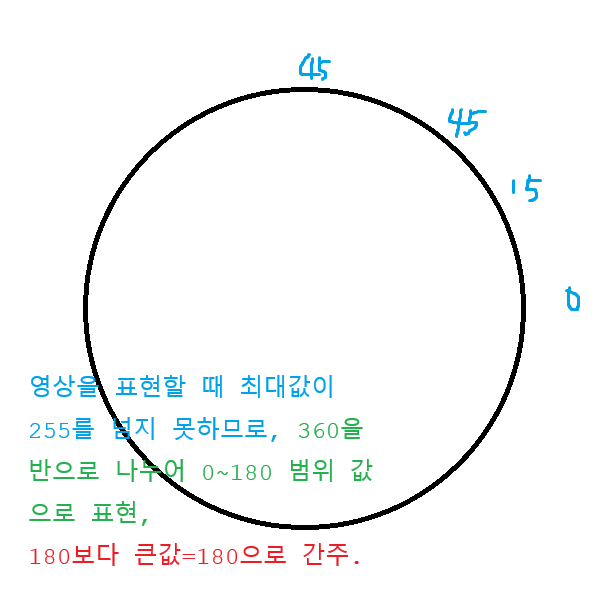 45
45
15
0
영상을 표현할 때 최대값이
255를 넘지 못하므로, 360을
반으로 나누어 0~180 범위 값
으로 표현,
180보다 큰값=180으로 간주.